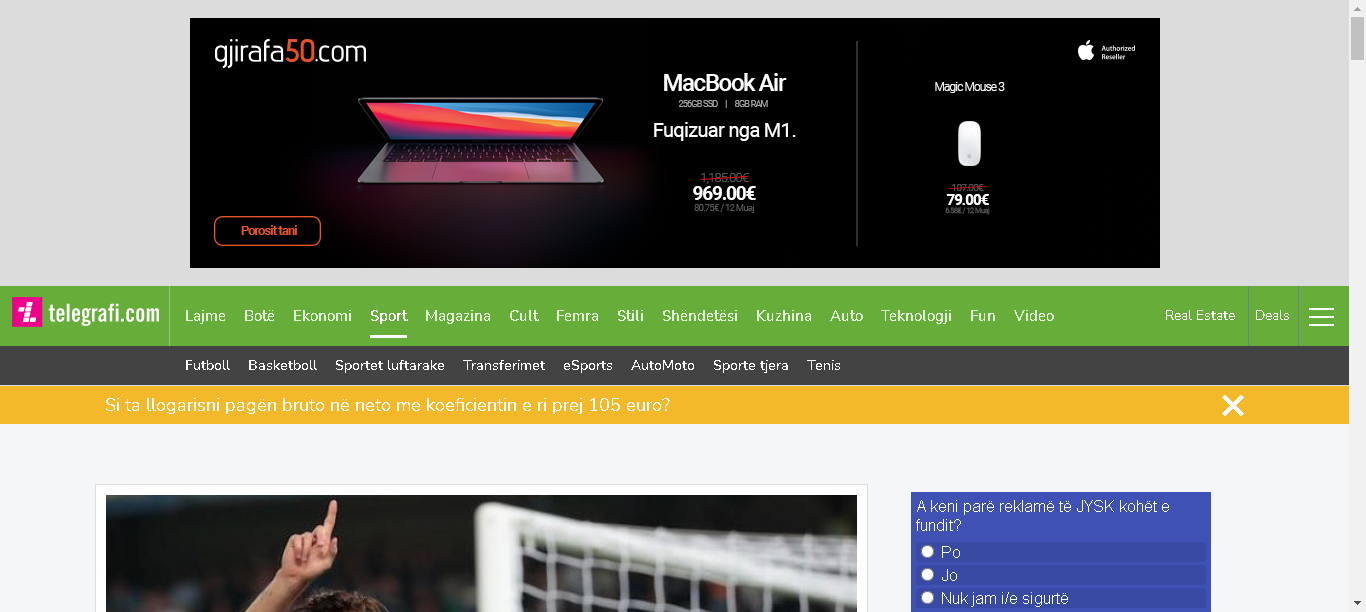 gjirafa50.com
Authorized
Reseller
MacBook Air
256GB SSD | 8GB RAM
Fuqizuar nga M1.
1,185.00€
969.00€
80.75€ / 12 Muaj
Magic Mouse 3
107.00€
79.00€
6.58€ / 12 Muaj
Porosit tani
telegrafi.com
Lajme Botë Ekonomi Sport Magazina Cult Femra Stili Shëndetësi Kuzhina Auto Teknologji Fun Video Real Estate Deals
Futboll Basketboll Sportet luftarake Transferimet eSports AutoMoto Sporte tjera Tenis
Si ta llogarisni pagën bruto në neto me koeficientin e ri prej 105 euro?
A keni parë reklamë të JYSK kohët e
fundit?
Po
Jo
Nuk jam i/e sigurtë